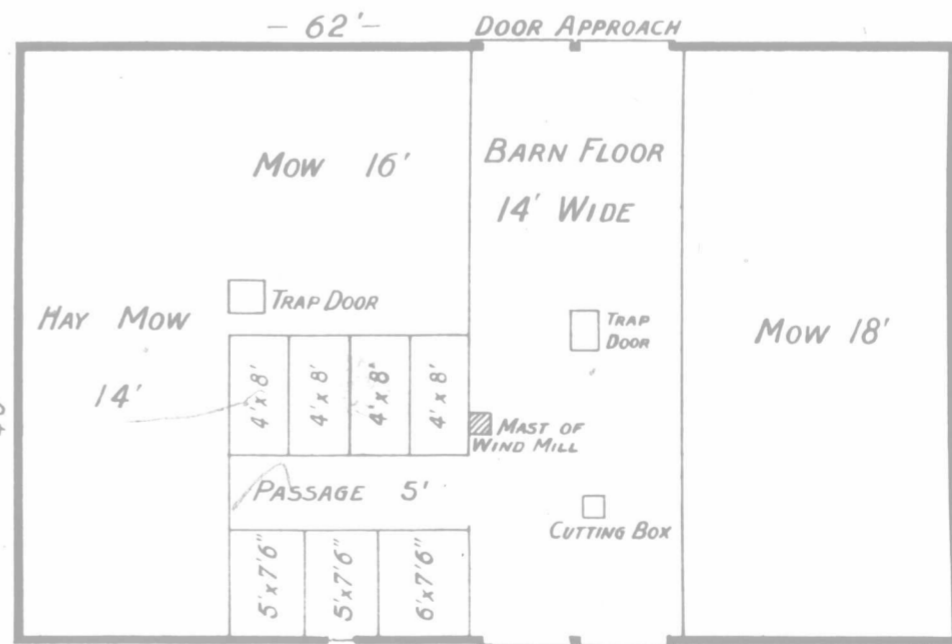 - 62' -
DOOR APPROACH
MOW 16'
BARN FLOOR
14' WIDE
TRAP DOOR
HAY MOW
14'
TRAP
DOOR
MOW 18'
4'x8'
4'x8'
4'x8'
4'x8'
MAST OF
WIND MILL
PASSAGE 5'
CUTTING BOX
5'x7'6"
5'x7'6"
6'x7'6"